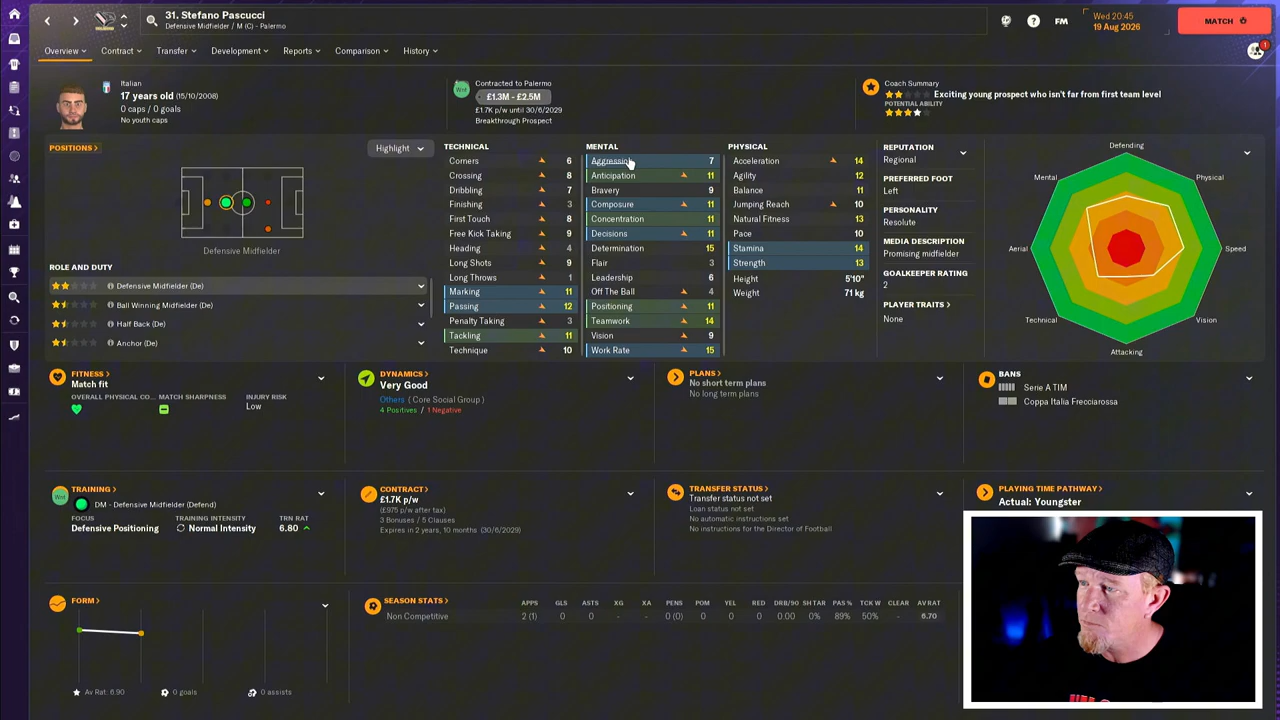 31. Stefano Pascucci
Defensive Midfielder / M (C) - Palermo
FM
Wed 20:45
19 Aug 2026
MATCH
1
Overview
Contract
Transfer
Development
Reports
Comparison
History
Italian
17 years old (15/10/2008)
0 caps / 0 goals
No youth caps
Wnt
Contracted to Palermo
£1.3M - £2.5M
£1.7K p/w until 30/6/2029
Breakthrough Prospect
Coach Summary
Exciting young prospect who isn't far from first team level
POTENTIAL ABILITY
POSITIONS >
Highlight
Defensive Midfielder
ROLE AND DUTY
Defensive Midfielder (De)
Ball Winning Midfielder (De)
Half Back (De)
Anchor (De)
TECHNICAL
Corners 6
Crossing 8
Dribbling 7
Finishing 3
First Touch 8
Free Kick Taking 9
Heading 4
Long Shots 9
Long Throws 1
Marking 11
Passing 12
Penalty Taking 3
Tackling 11
Technique 10
MENTAL
Aggression 7
Anticipation 11
Bravery 9
Composure 11
Concentration 11
Decisions 11
Determination 15
Flair 3
Leadership 6
Off The Ball 4
Positioning 11
Teamwork 14
Vision 9
Work Rate 15
PHYSICAL
Acceleration 14
Agility 12
Balance 11
Jumping Reach 10
Natural Fitness 13
Pace 10
Stamina 14
Strength 13
Height 5'10"
Weight 71 kg
REPUTATION
Regional
PREFERRED FOOT
Left
PERSONALITY
Resolute
MEDIA DESCRIPTION
Promising midfielder
GOALKEEPER RATING
2
PLAYER TRAITS >
None
Defending
Physical
Speed
Vision
Attacking
Technical
Aerial
Mental
FITNESS >
Match fit
OVERALL PHYSICAL CO... MATCH SHARPNESS INJURY RISK
Low
DYNAMICS >
Very Good
Others ( Core Social Group )
4 Positives / 1 Negative
PLANS >
No short term plans
No long term plans
BANS
Serie A TIM
Coppa Italia Frecciarossa
TRAINING >
Wnt
DM - Defensive Midfielder (Defend)
FOCUS TRAINING INTENSITY TRN RAT
Defensive Positioning Normal Intensity 6.80
CONTRACT >
£1.7K p/w
(£975 p/w after tax)
3 Bonuses / 5 Clauses
Expires in 2 years, 10 months (30/6/2029)
TRANSFER STATUS >
Transfer status not set
Loan status not set
No automatic instructions set
No instructions for the Director of Football
PLAYING TIME PATHWAY >
Actual: Youngster
FORM >
Av Rat: 6.90 0 goals 0 assists
SEASON STATS >
APPS GLS ASTS XG XA PENS POM YEL RED DRB/90 SH TAR PAS % TCK W CLEAR AV RAT
Non Competitive 2 (1) 0 0 - - 0 (0) 0 0 0 0.00 0% 89% 50% - 6.70